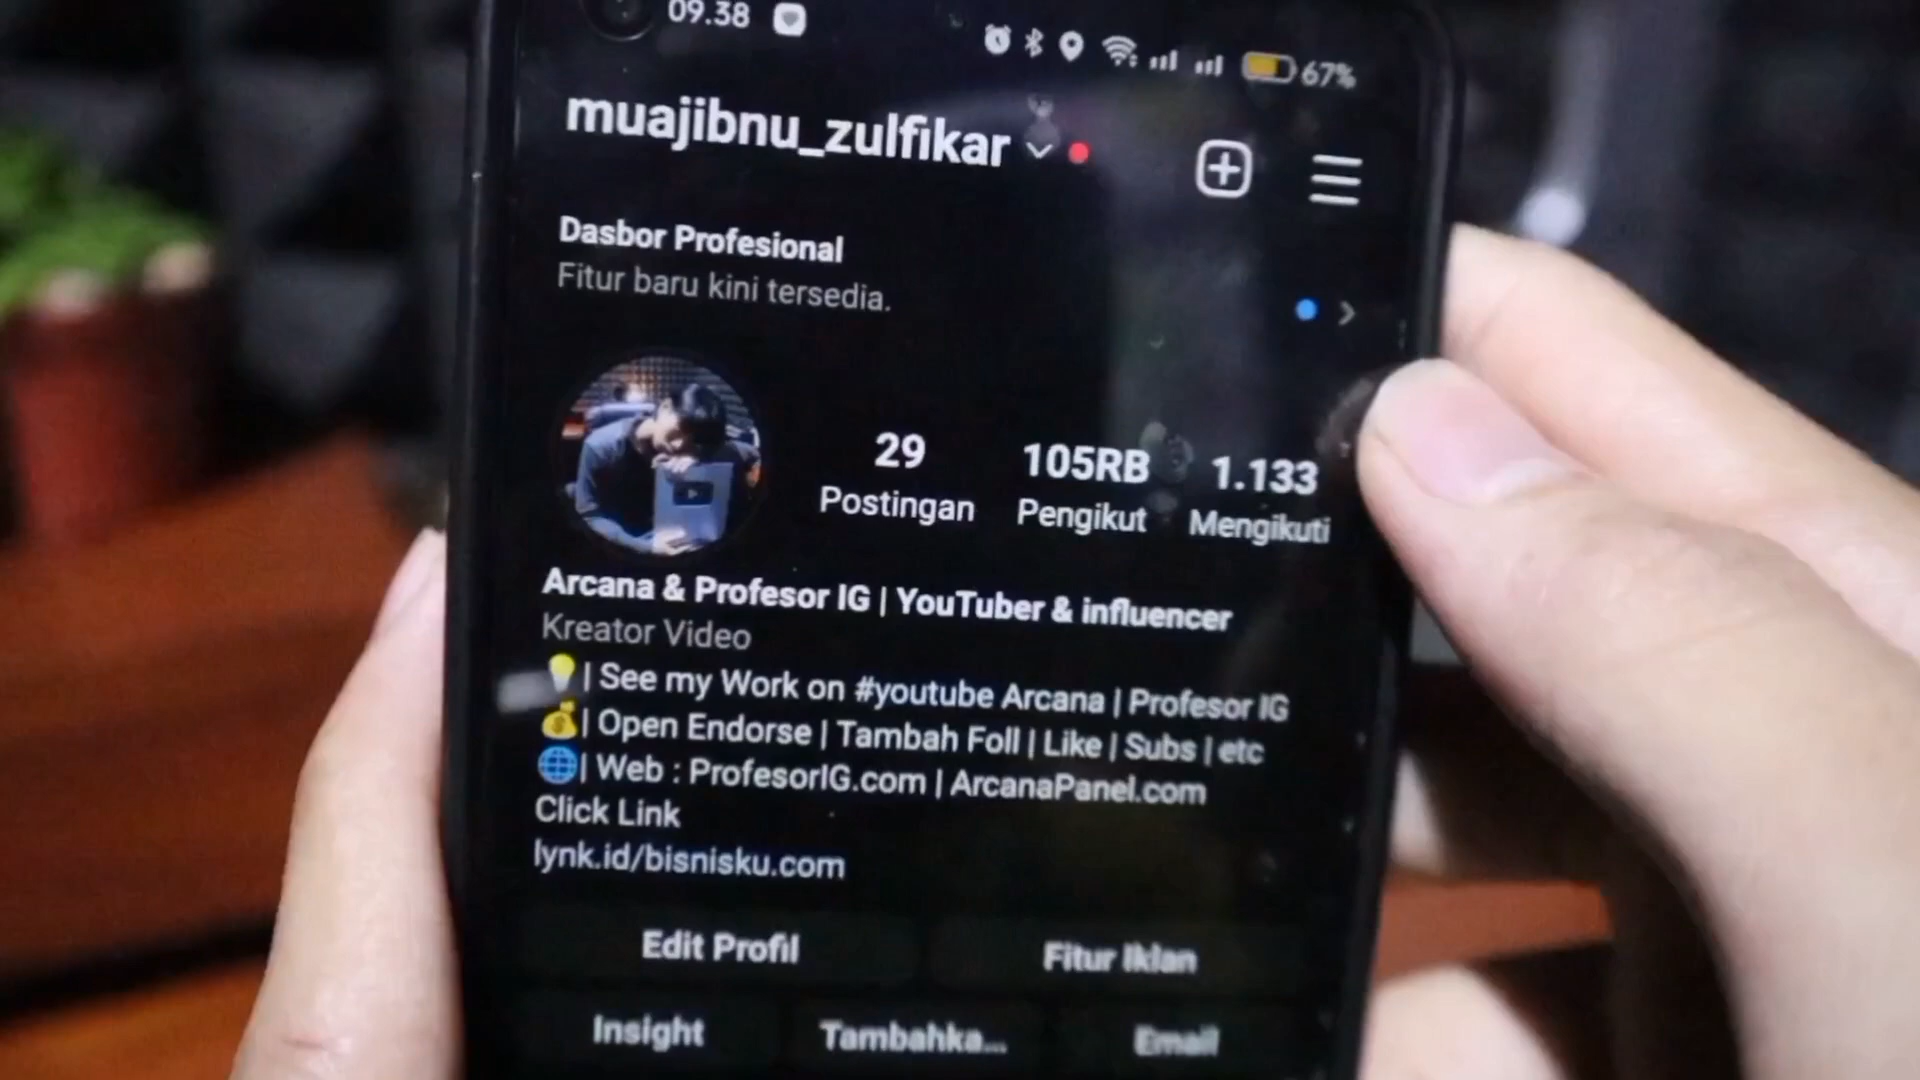 09.38
67%
muajibnu_zulfikar
Dasbor Profesional
Fitur baru kini tersedia.
29 105RB 1.133
Postingan Pengikut Mengikuti
Arcana & Profesor IG | YouTuber & influencer
Kreator Video
💡| See my Work on #youtube Arcana | Profesor IG
💰| Open Endorse | Tambah Foll | Like | Subs | etc
🌐| Web : ProfesorIG.com | ArcanaPanel.com
Click Link
lynk.id/bisnisku.com
Edit Profil Fitur Iklan
Insight Tambahka... Email